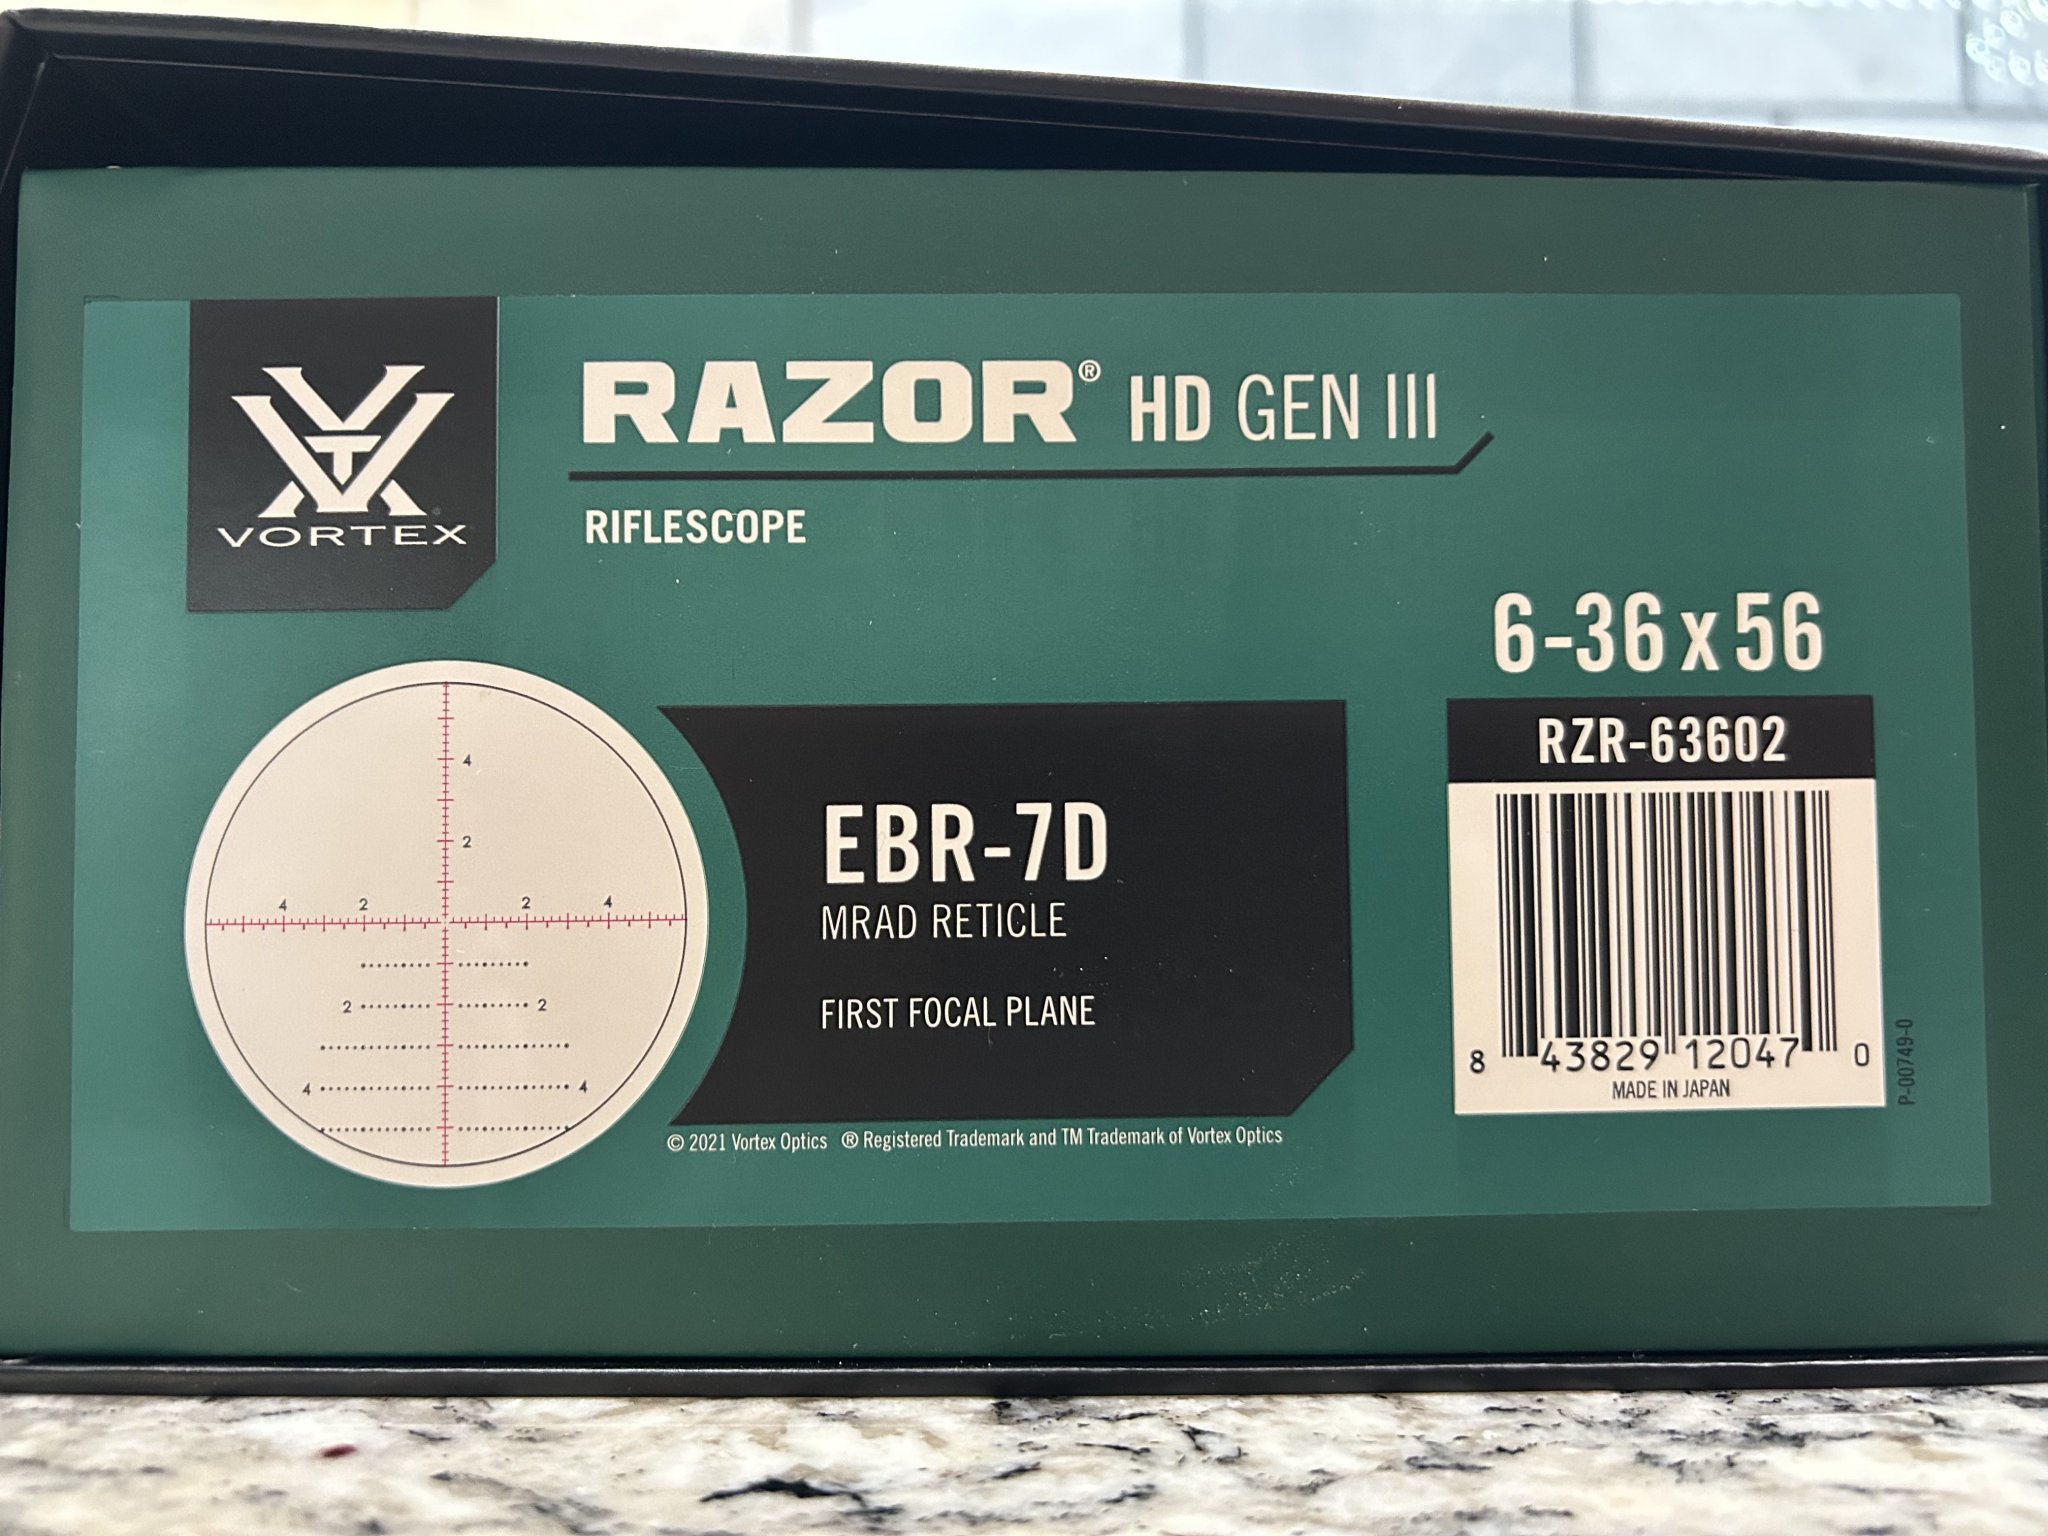 VORTEX
RAZOR® HD GEN III
RIFLESCOPE
6-36 x 56
RZR-63602
4
2
4 2 2 4
2 2
4 4
EBR-7D
MRAD RETICLE
FIRST FOCAL PLANE
8 43829 12047 0
MADE IN JAPAN
P-00749-0
© 2021 Vortex Optics ® Registered Trademark and TM Trademark of Vortex Optics